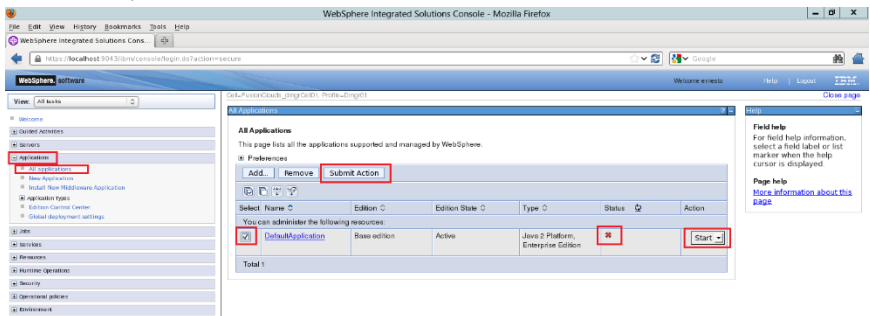 WebSphere Integrated Solutions Console - Mozilla Firefox
File Edit View History Bookmarks Tools Help
WebSphere Integrated Solutions Cons...
https://localhost:9043/ibm/console/login.do?action=secure
Google
WebSphere. software
Welcome ernesta
Help | Logout
IBM.
View: All tasks
Cell=FusionClouds_dmgrCell01, Profile=Dmgr01
Close page
Welcome
Guided Activities
Servers
Applications
All applications
New Application
Install New Middleware Application
Application Types
Edition Control Center
Global deployment settings
Jobs
Services
Resources
Runtime Operations
Security
Operational policies
Environment
All Applications
All Applications
This page lists all the applications supported and managed by WebSphere.
Preferences
Add... Remove Submit Action
Select Name Edition Edition State Type Status Action
You can administer the following resources:
DefaultApplication Base edition Active Java 2 Platform, Start
Enterprise Edition
Total 1
Help
Field help
For field help information,
select a field label or list
marker when the help
cursor is displayed.
Page help
More information about this
page